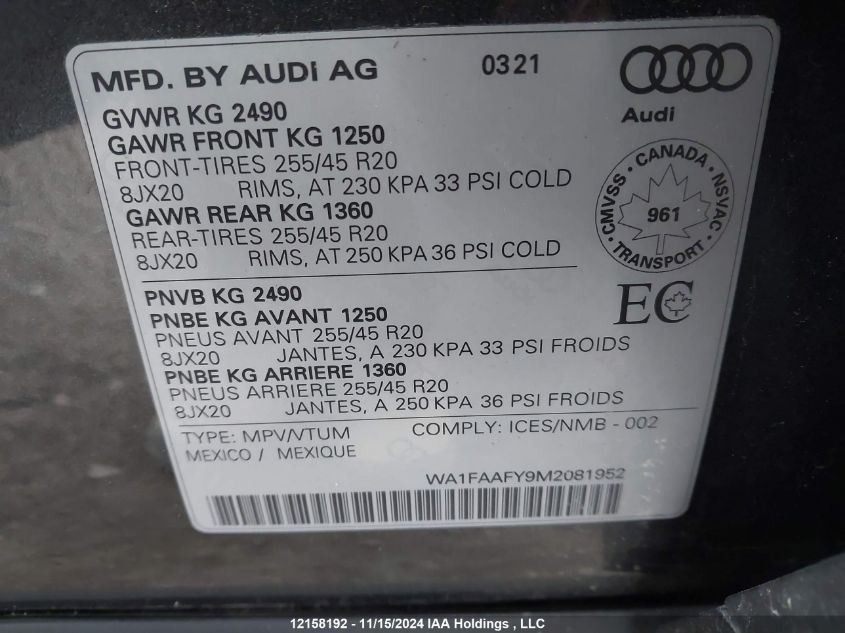 MFD. BY AUDI AG 0321
Audi
GVWR KG 2490
GAWR FRONT KG 1250
FRONT-TIRES 255/45 R20
8JX20 RIMS, AT 230 KPA 33 PSI COLD
GAWR REAR KG 1360
REAR-TIRES 255/45 R20
8JX20 RIMS, AT 250 KPA 36 PSI COLD
CMVSS - CANADA - NSVAC
961
TRANSPORT
PNVB KG 2490
PNBE KG AVANT 1250
PNEUS AVANT 255/45 R20
8JX20 JANTES, A 230 KPA 33 PSI FROIDS
PNBE KG ARRIERE 1360
PNEUS ARRIERE 255/45 R20
8JX20 JANTES, A 250 KPA 36 PSI FROIDS
EC
TYPE: MPV/VTUM COMPLY: ICES/NMB - 002
MEXICO / MEXIQUE
WA1FAAFY9M2081952
12158192 - 11/15/2024 IAA Holdings , LLC